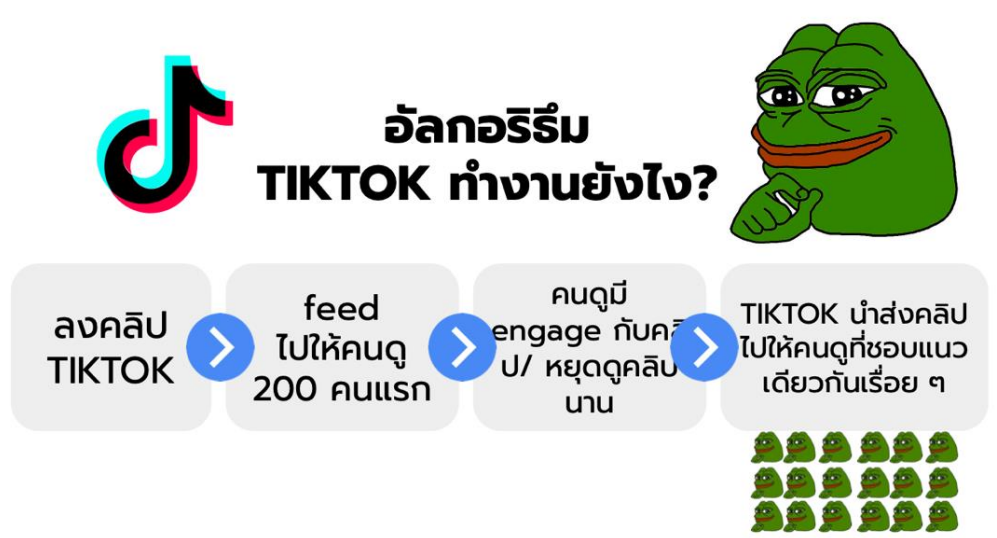 อัลกอริธึม
TIKTOK ทำงานยังไง?
ลงคลิป
TIKTOK
feed
ไปให้คนดู
200 คนแรก
คนดูมี
engage กับคลิ
ป/ หยุดดูคลิป
นาน
TIKTOK นำส่งคลิป
ไปให้คนดูที่ชอบแนว
เดียวกันเรื่อย ๆ